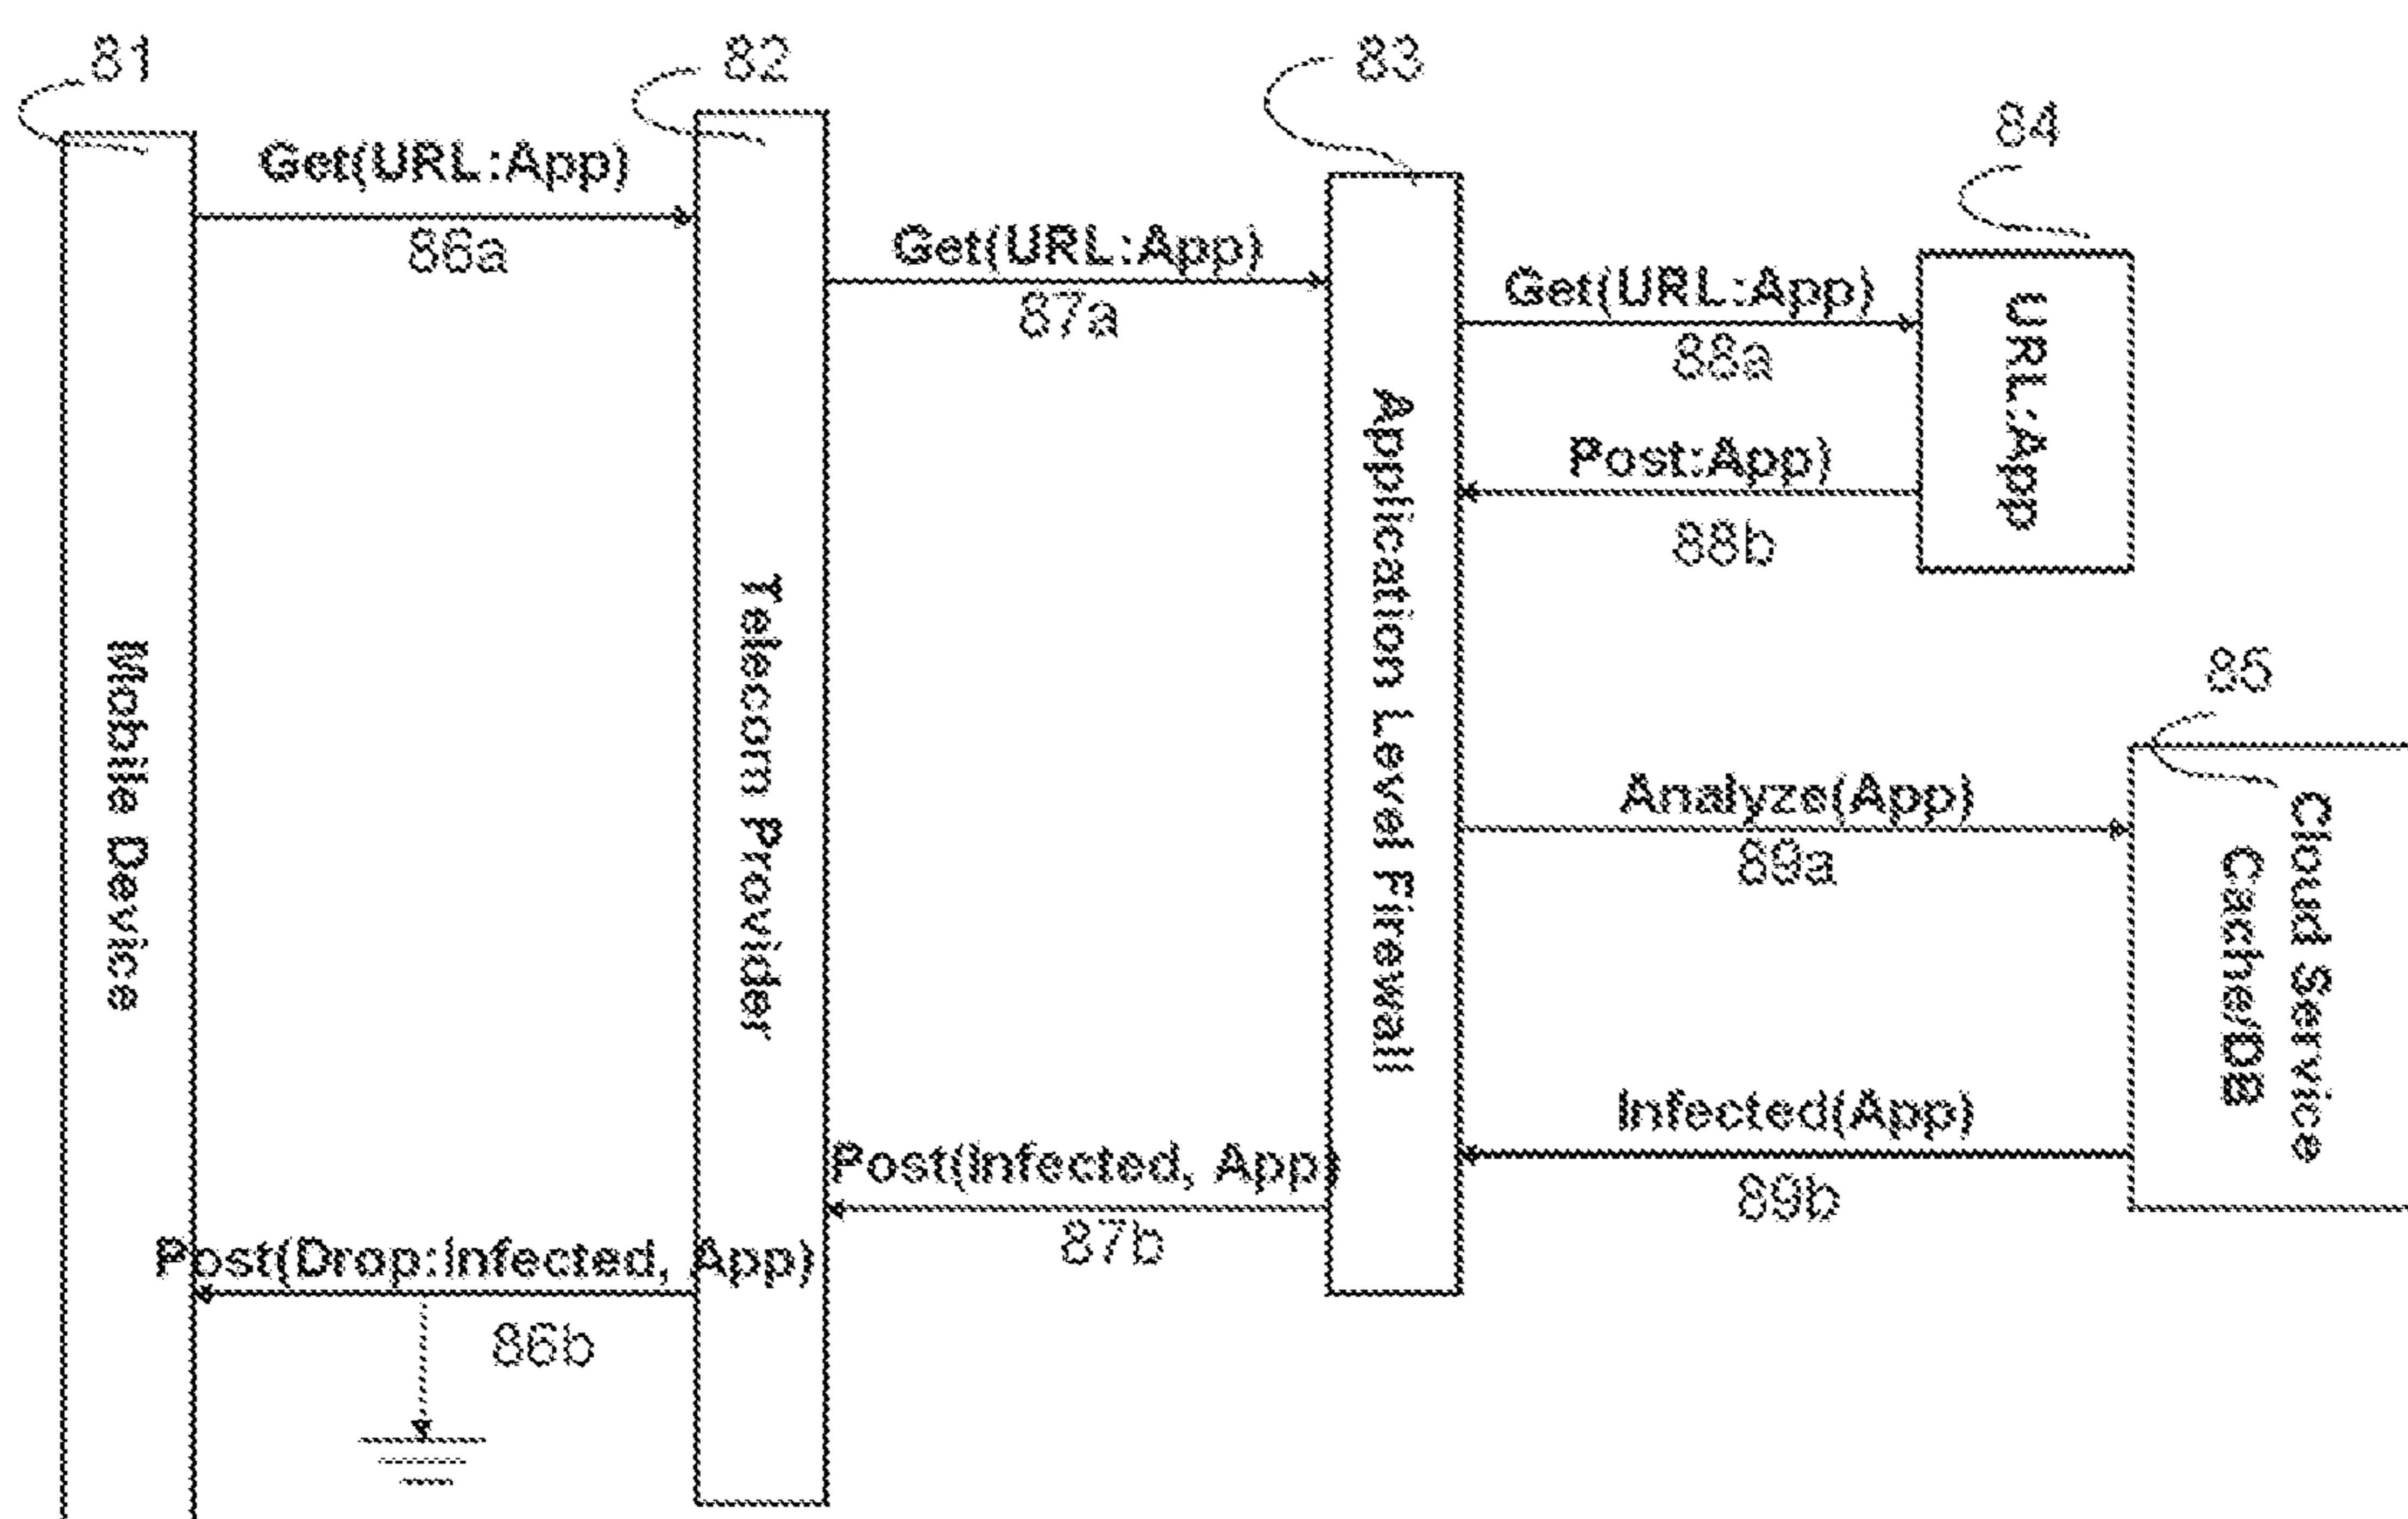 81
82
83
84
Get(URL:App)
86a
Get(URL:App)
87a
Get(URL:App)
88a
Post:App)
88b
URL:App
Mobile Device
Telecom Provider
Application Level Firewall
85
Analyze(App)
89a
Cloud Service
Cache/DB
Infected(App)
89b
Post(Infected, App)
87b
Post(Drop:Infected, App)
86b